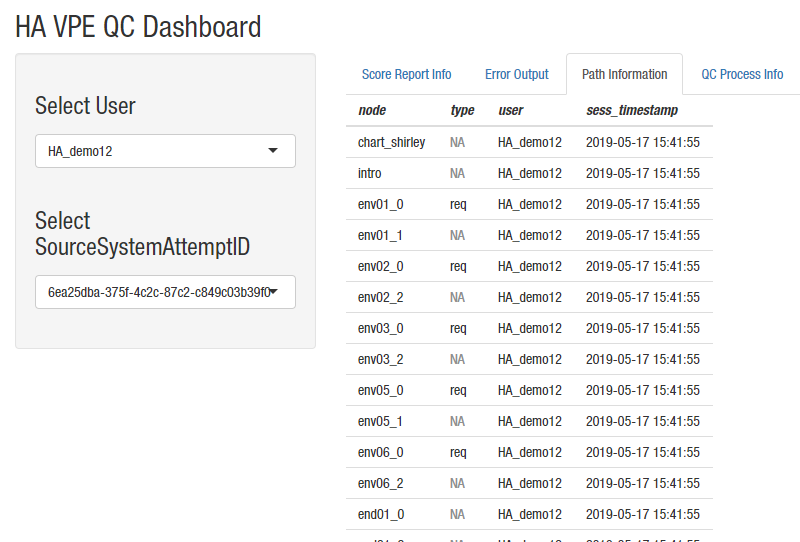 HA VPE QC Dashboard
Select User
HA_demo12
Select
SourceSystemAttemptID
6ea25dba-375f-4c2c-87c2-c849c03b39f0
Score Report Info Error Output Path Information QC Process Info
node type user sess_timestamp
chart_shirley NA HA_demo12 2019-05-17 15:41:55
intro NA HA_demo12 2019-05-17 15:41:55
env01_0 req HA_demo12 2019-05-17 15:41:55
env01_1 NA HA_demo12 2019-05-17 15:41:55
env02_0 req HA_demo12 2019-05-17 15:41:55
env02_2 NA HA_demo12 2019-05-17 15:41:55
env03_0 req HA_demo12 2019-05-17 15:41:55
env03_2 NA HA_demo12 2019-05-17 15:41:55
env05_0 req HA_demo12 2019-05-17 15:41:55
env05_1 NA HA_demo12 2019-05-17 15:41:55
env06_0 req HA_demo12 2019-05-17 15:41:55
env06_2 NA HA_demo12 2019-05-17 15:41:55
end01_0 NA HA_demo12 2019-05-17 15:41:55